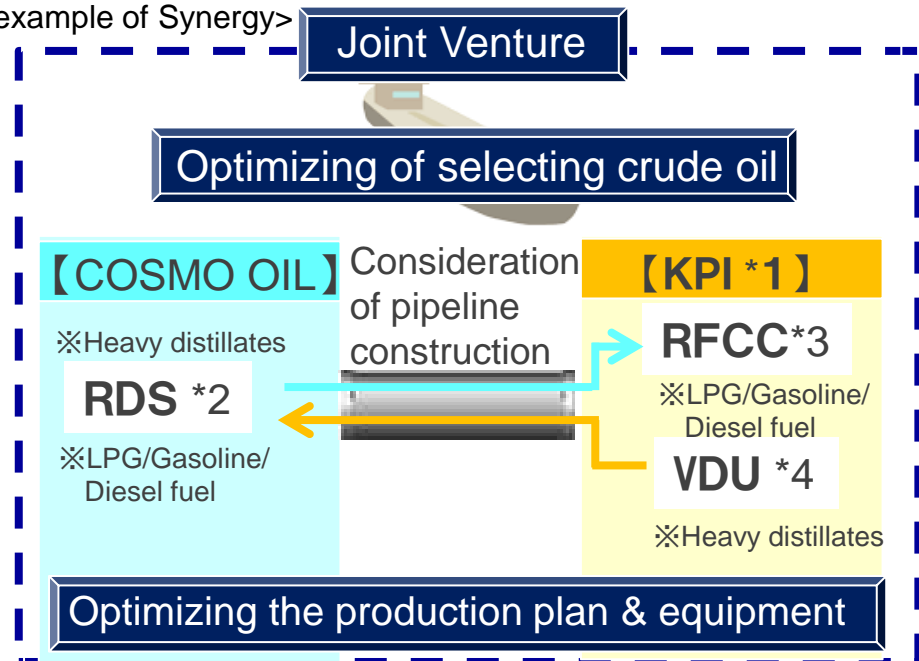 example of Synergy>
Joint Venture
Optimizing of selecting crude oil
【COSMO OIL】
※Heavy distillates
RDS *2
※LPG/Gasoline/
Diesel fuel
Consideration
of pipeline
construction
【KPI *1】
RFCC*3
※LPG/Gasoline/
Diesel fuel
VDU *4
※Heavy distillates
Optimizing the production plan & equipment